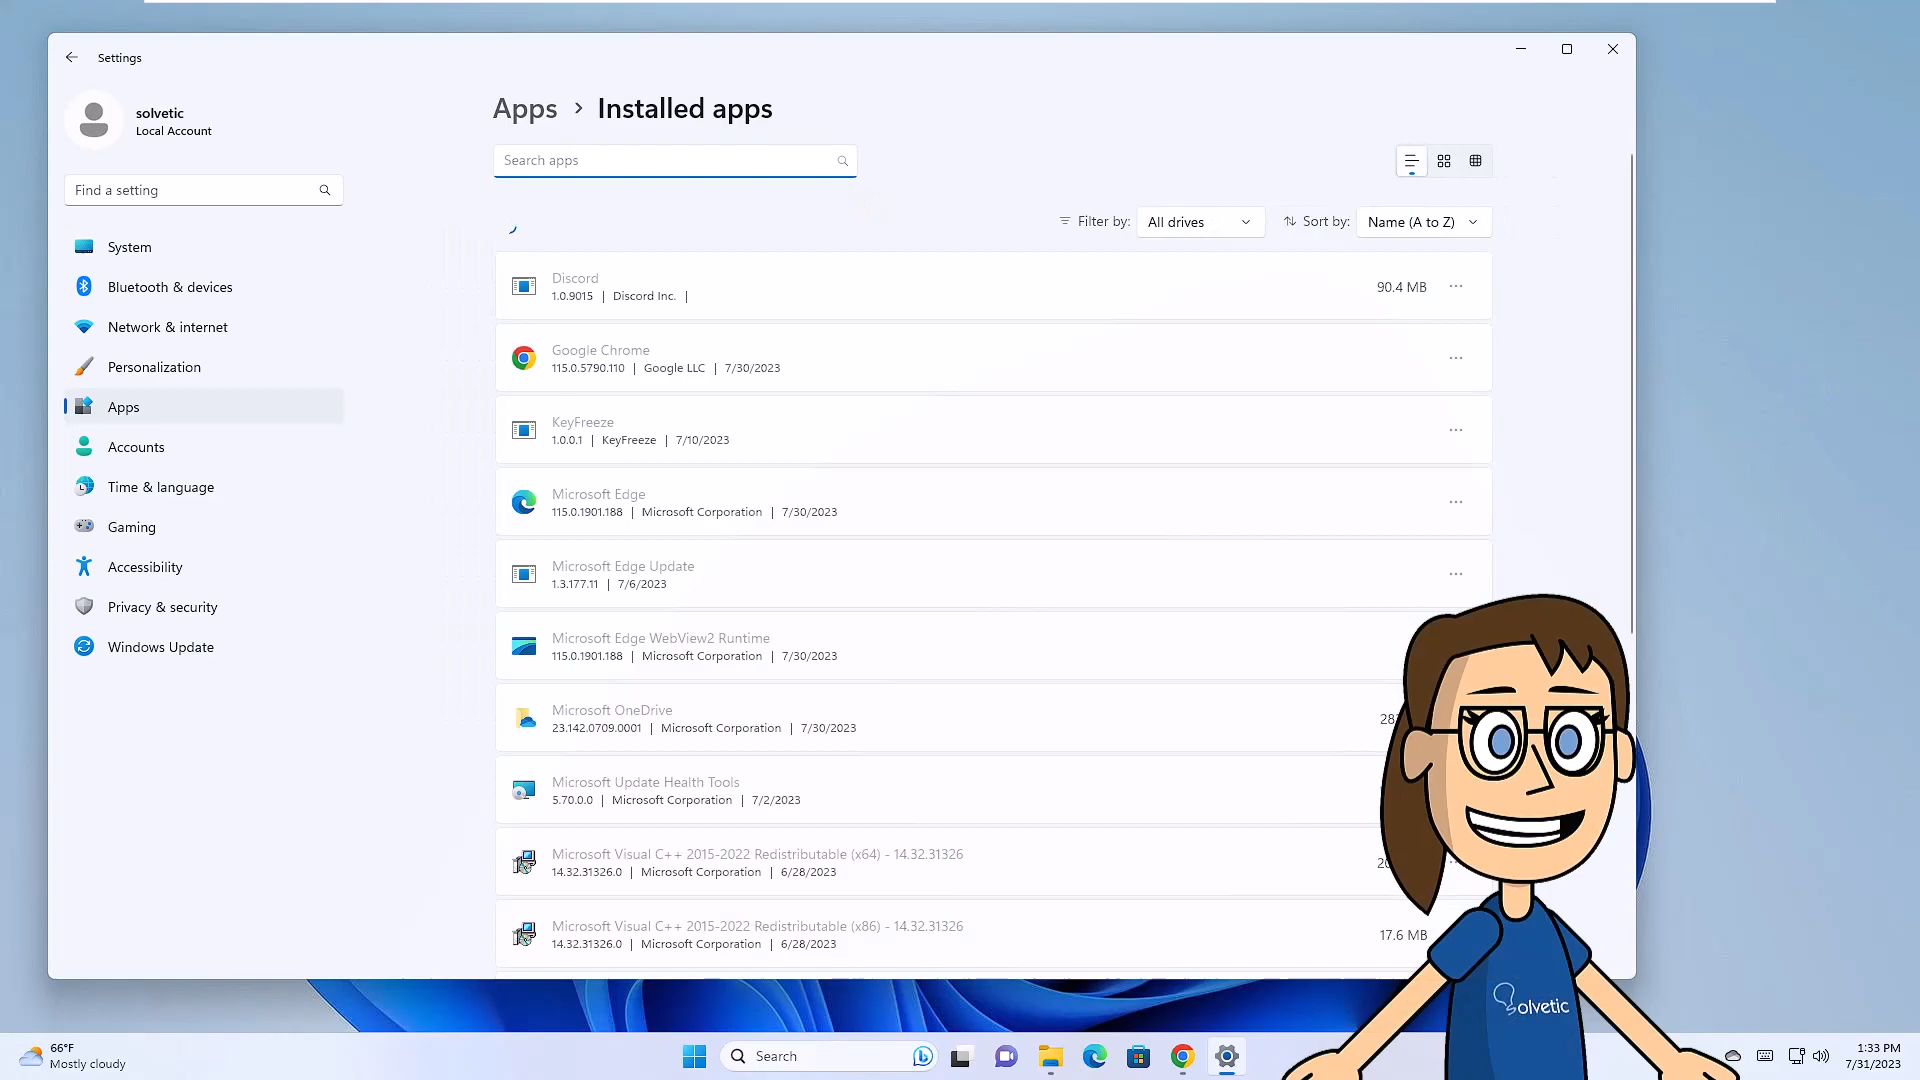 Settings
solvetic
Local Account
Find a setting
System
Bluetooth & devices
Network & internet
Personalization
Apps
Accounts
Time & language
Gaming
Accessibility
Privacy & security
Windows Update
Apps > Installed apps
Search apps
Filter by: All drives Sort by: Name (A to Z)
Discord
1.0.9015 | Discord Inc. |
90.4 MB
Google Chrome
115.0.5790.110 | Google LLC | 7/30/2023
KeyFreeze
1.0.0.1 | KeyFreeze | 7/10/2023
Microsoft Edge
115.0.1901.188 | Microsoft Corporation | 7/30/2023
Microsoft Edge Update
1.3.177.11 | 7/6/2023
Microsoft Edge WebView2 Runtime
115.0.1901.188 | Microsoft Corporation | 7/30/2023
Microsoft OneDrive
23.142.0709.0001 | Microsoft Corporation | 7/30/2023
Microsoft Update Health Tools
5.70.0.0 | Microsoft Corporation | 7/2/2023
Microsoft Visual C++ 2015-2022 Redistributable (x64) - 14.32.31326
14.32.31326.0 | Microsoft Corporation | 6/28/2023
Microsoft Visual C++ 2015-2022 Redistributable (x86) - 14.32.31326
14.32.31326.0 | Microsoft Corporation | 6/28/2023
17.6 MB
Solvetic
66°F
Mostly cloudy
Search
1:33 PM
7/31/2023